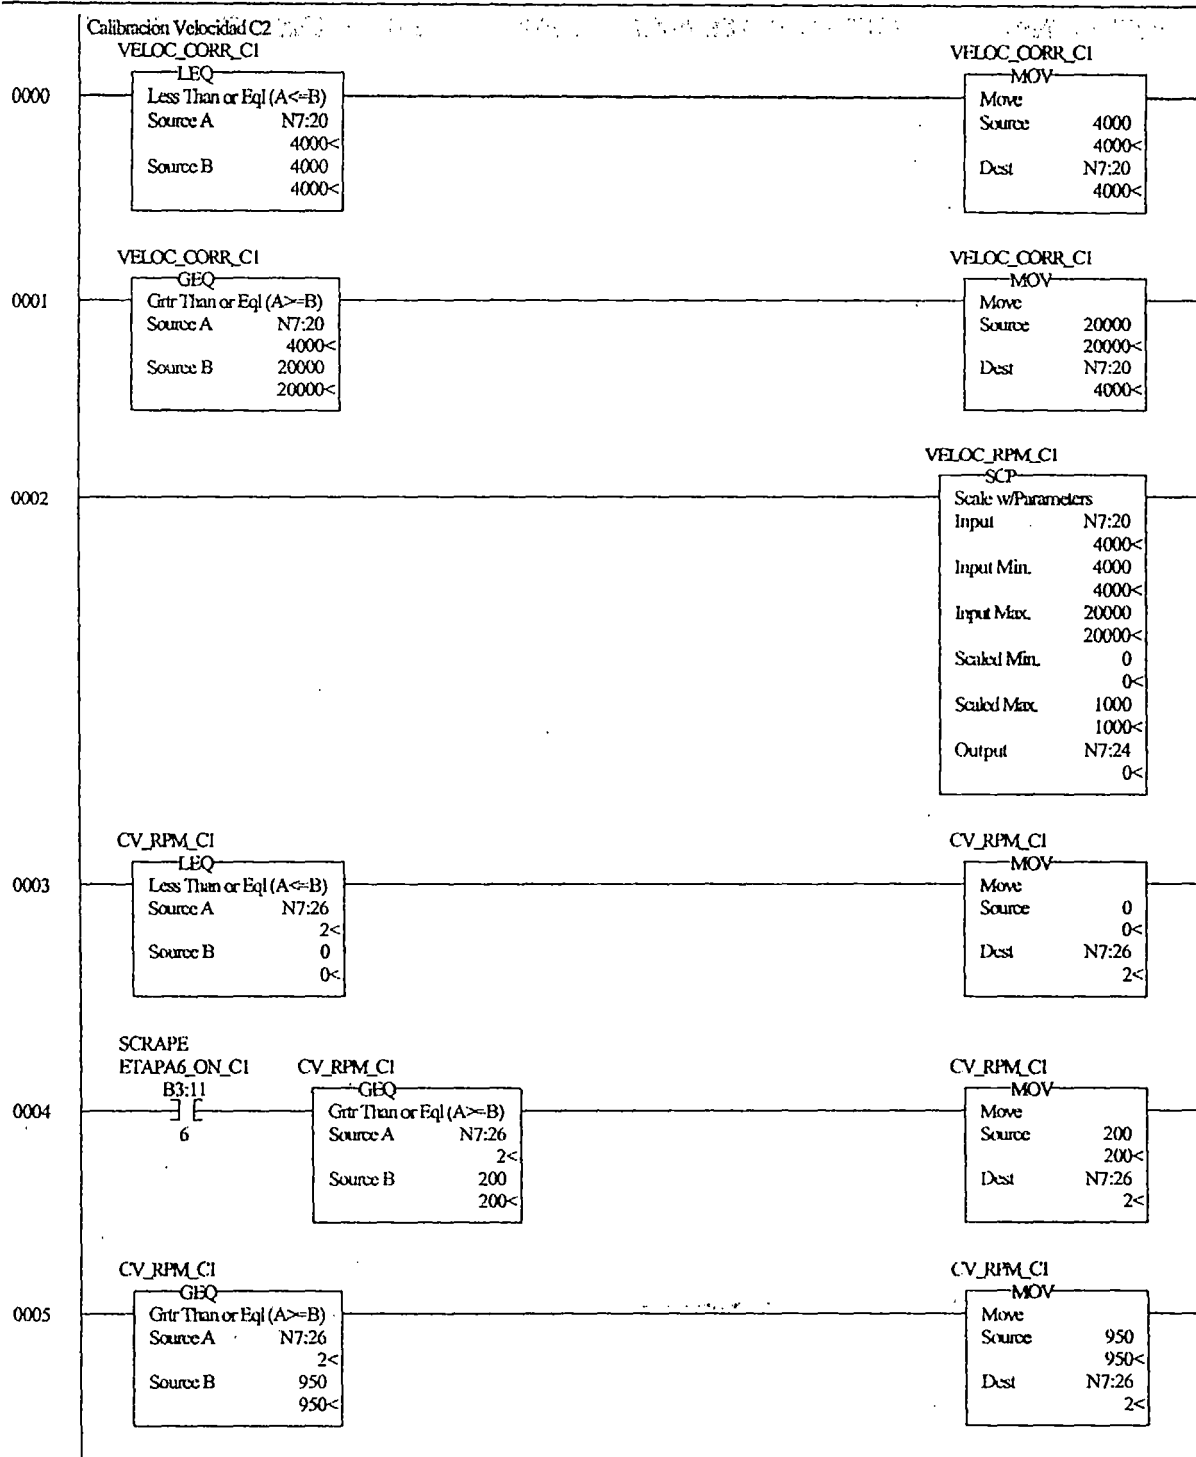 Calibración Velocidad C2
VELOC_CORR_C1
LEQ
0000
Less Than or Eql (A<=B)
Source A N7:20
4000<
Source B 4000
4000<
VELOC_CORR_C1
MOV
Move
Source 4000
4000<
Dest N7:20
4000<
VELOC_CORR_C1
GEQ
0001
Grtr Than or Eql (A>=B)
Source A N7:20
4000<
Source B 20000
20000<
VELOC_CORR_C1
MOV
Move
Source 20000
20000<
Dest N7:20
4000<
VELOC_RPM_C1
SCP
0002
Scale w/Parameters
Input N7:20
4000<
Input Min. 4000
4000<
Input Max. 20000
20000<
Scaled Min. 0
0<
Scaled Max. 1000
1000<
Output N7:24
0<
CV_RPM_C1
LEQ
0003
Less Than or Eql (A<=B)
Source A N7:26
2<
Source B 0
0<
CV_RPM_C1
MOV
Move
Source 0
0<
Dest N7:26
2<
SCRAPE
ETAPA6_ON_C1
B3:11
0004
6
CV_RPM_C1
GEQ
Grtr Than or Eql (A>=B)
Source A N7:26
2<
Source B 200
200<
CV_RPM_C1
MOV
Move
Source 200
200<
Dest N7:26
2<
CV_RPM_C1
GEQ
0005
Grtr Than or Eql (A>=B)
Source A N7:26
2<
Source B 950
950<
CV_RPM_C1
MOV
Move
Source 950
950<
Dest N7:26
2<